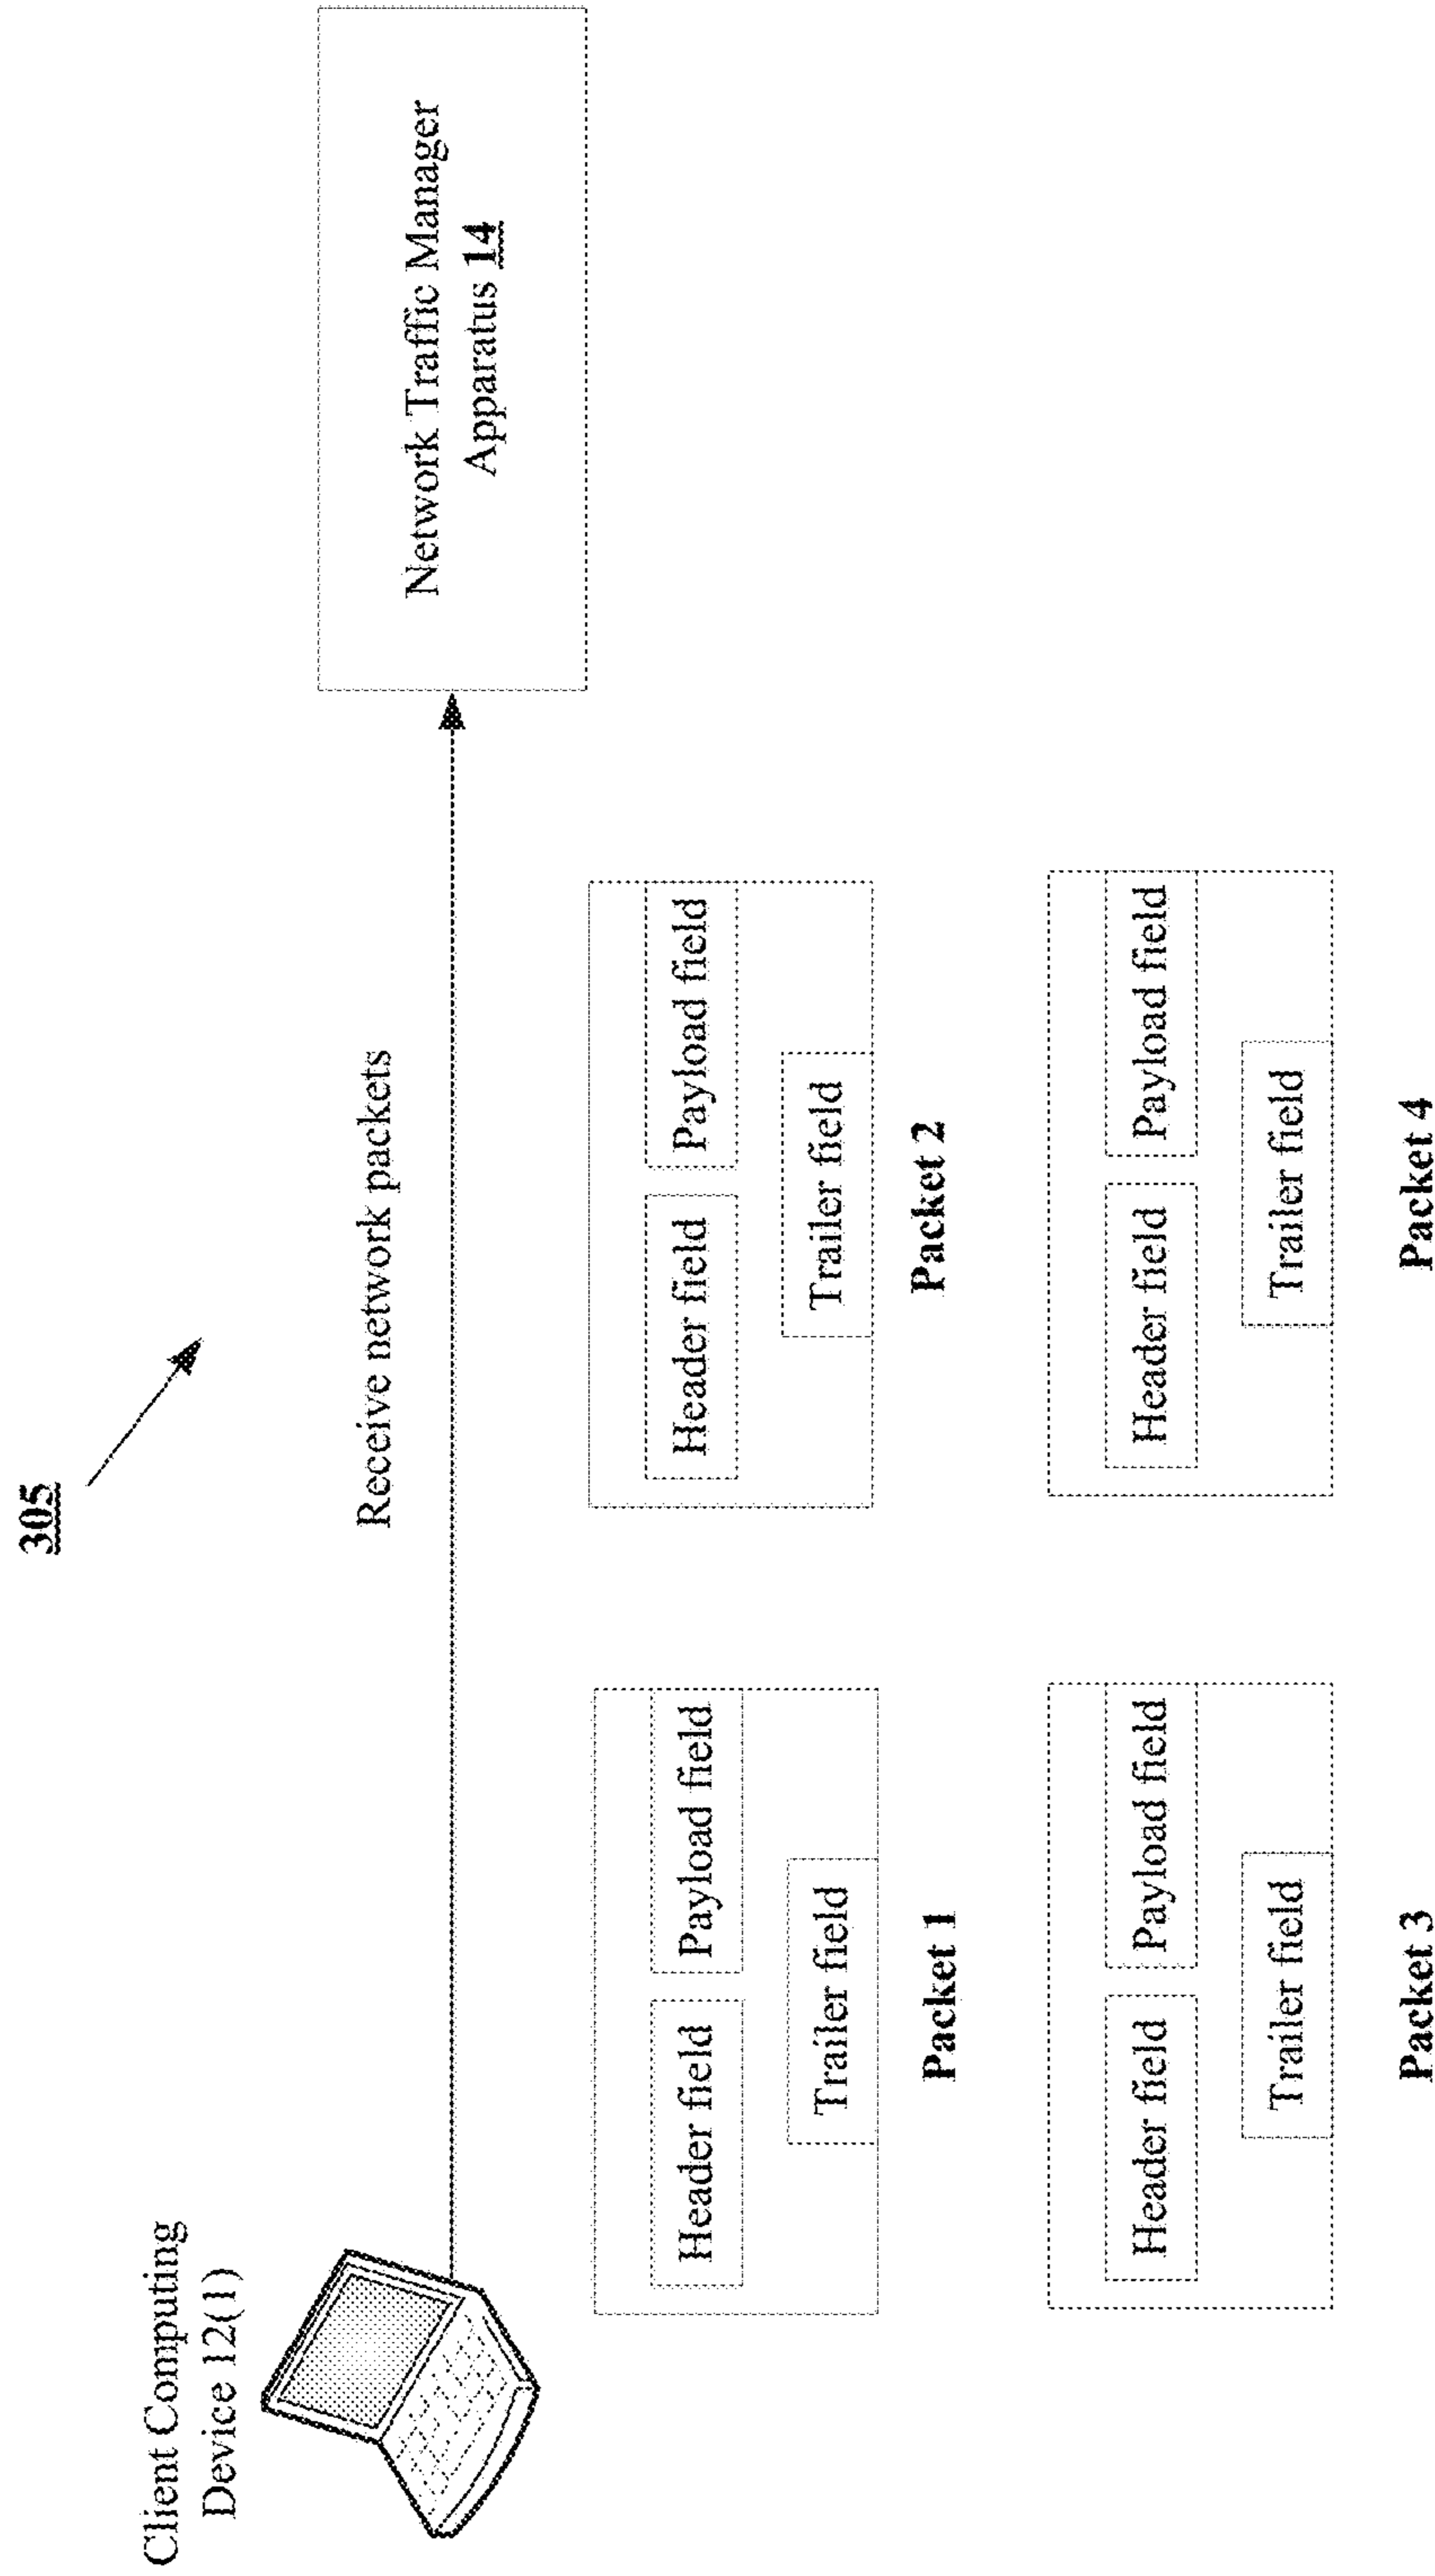 305
Client Computing
Device 12(1)
Receive network packets
Network Traffic Manager
Apparatus 14
Header field
Payload field
Trailer field
Packet 1
Header field
Payload field
Trailer field
Packet 2
Header field
Payload field
Trailer field
Packet 3
Header field
Payload field
Trailer field
Packet 4